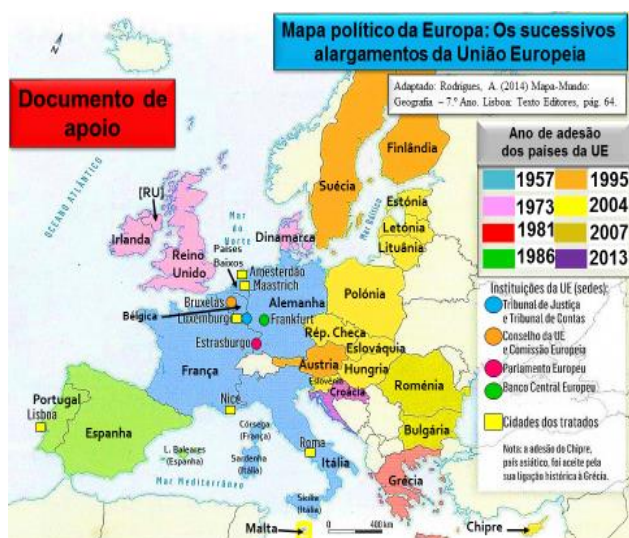 Mapa político da Europa: Os sucessivos
alargamentos da União Europeia
Adaptado: Rodrigues, A. (2014) Mapa-Mundo:
Geografia – 7.º Ano. Lisboa: Texto Editores, pág. 64.
Documento de
apoio
Ano de adesão
dos países da UE
1957 1995
1973 2004
1981 2007
1986 2013
Instituições da UE (sedes):
Tribunal de Justiça
e Tribunal de Contas
Conselho da UE
e Comissão Europeia
Parlamento Europeu
Banco Central Europeu
Cidades dos tratados
Nota: a adesão do Chipre,
país asiático, foi aceite pela
sua ligação histórica à Grécia.
N
OCEANO ATLÂNTICO
Finlândia
Suécia
Estónia
Letónia
Lituânia
Mar Báltico
[RU]
Irlanda
Reino
Unido
Mar
do
Norte
Dinamarca
Países
Baixos
Amesterdão
Maastrich
Alemanha
Polónia
Bruxelas
Bélgica
Luxemburgo
Frankfurt
Rép. Checa
Eslováquia
Estrasburgo
Áustria
Hungria
França
Eslovénia
Croácia
Roménia
Bulgária
Portugal
Lisboa
Espanha
Nice
Córsega
(França)
Roma
Itália
L. Baleares
(Espanha)
Sardenha
(Itália)
Grécia
Mar Mediterrâneo
Sicília
(Itália)
Malta
0 400 km
Chipre